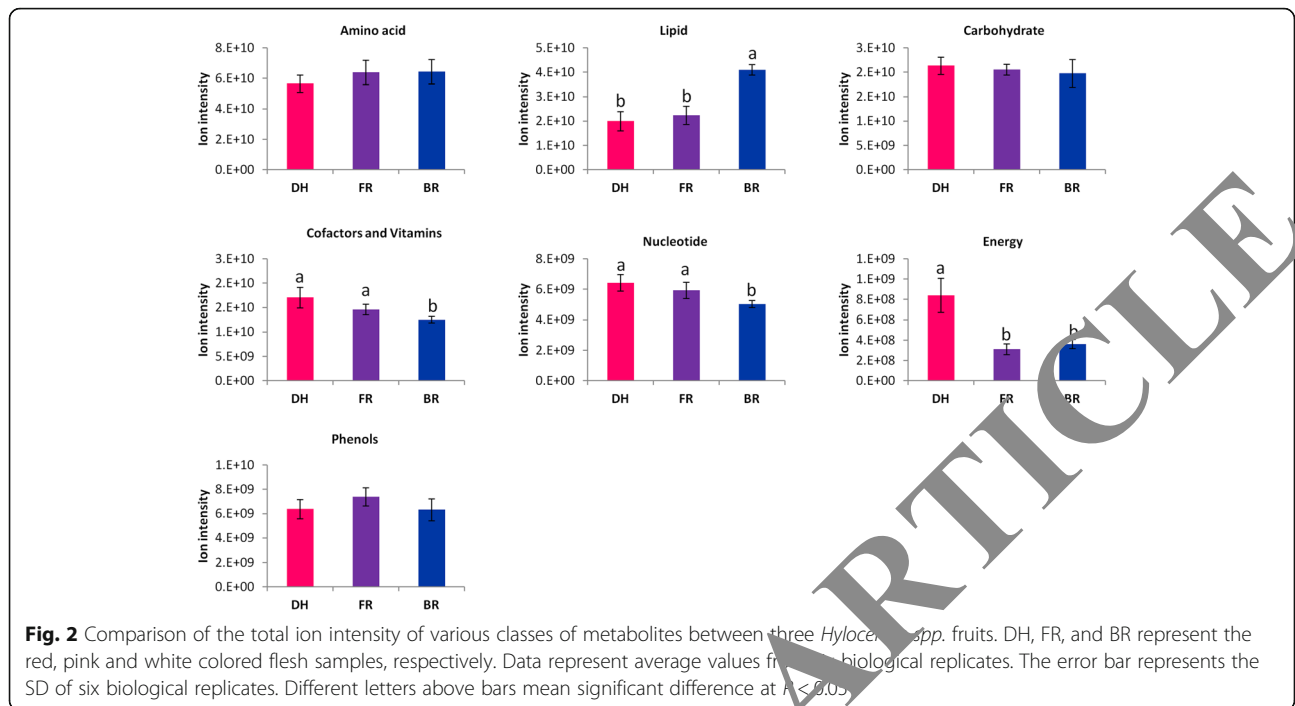 Amino acid
Ion intensity
8.E+10
6.E+10
4.E+10
2.E+10
0.E+00
DH FR BR
Lipid
Ion intensity
5.E+10
4.E+10
3.E+10
2.E+10
1.E+10
0.E+00
b b a
DH FR BR
Carbohydrate
Ion intensity
3.E+10
2.E+10
2.E+10
1.E+10
5.E+09
0.E+00
DH FR BR
Cofactors and Vitamins
Ion intensity
3.E+10
2.E+10
2.E+10
1.E+10
5.E+09
0.E+00
a a b
DH FR BR
Nucleotide
Ion intensity
8.E+09
6.E+09
4.E+09
2.E+09
0.E+00
a a b
DH FR BR
Energy
Ion intensity
1.E+09
1.E+09
8.E+08
6.E+08
4.E+08
2.E+08
0.E+00
a b b
DH FR BR
Phenols
Ion intensity
1.E+10
8.E+09
6.E+09
4.E+09
2.E+09
0.E+00
DH FR BR
ARTICLE
Fig. 2 Comparison of the total ion intensity of various classes of metabolites between three spp. fruits. DH, FR, and BR represent the
red, pink and white colored flesh samples, respectively. Data represent average values biological replicates. The error bar represents the
SD of six biological replicates. Different letters above bars mean significant difference at